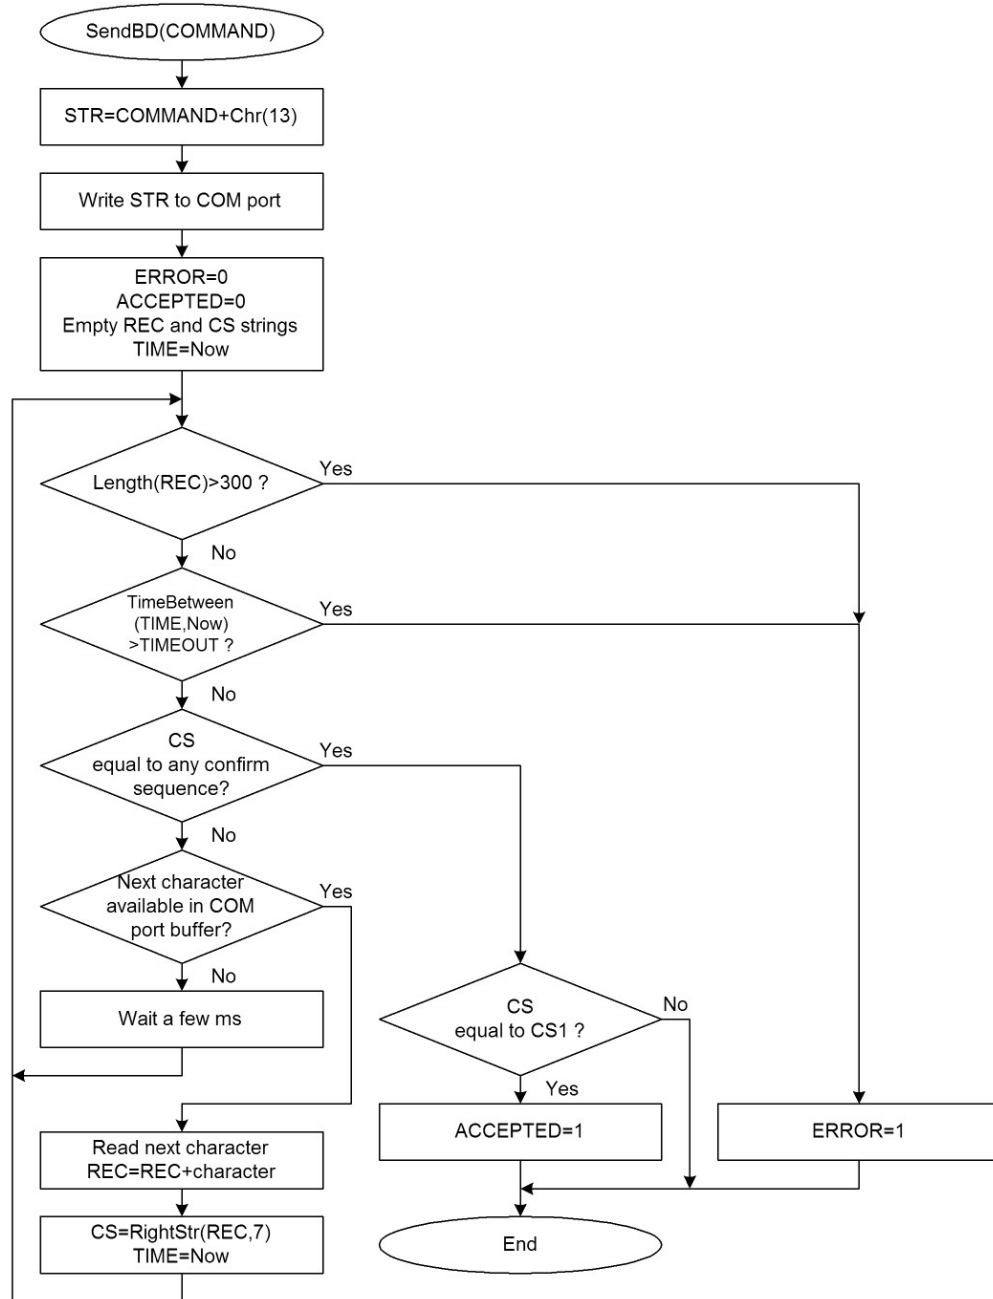 SendBD(COMMAND)
STR=COMMAND+Chr(13)
Write STR to COM port
ERROR=0
ACCEPTED=0
Empty REC and CS strings
TIME=Now
Length(REC)>300 ?
Yes
No
TimeBetween
(TIME,Now)
>TIMEOUT ?
Yes
No
CS
equal to any confirm
sequence?
Yes
No
Next character
available in COM
port buffer?
Yes
No
Wait a few ms
CS
equal to CS1 ?
No
Yes
ACCEPTED=1
ERROR=1
Read next character
REC=REC+character
CS=RightStr(REC,7)
TIME=Now
End